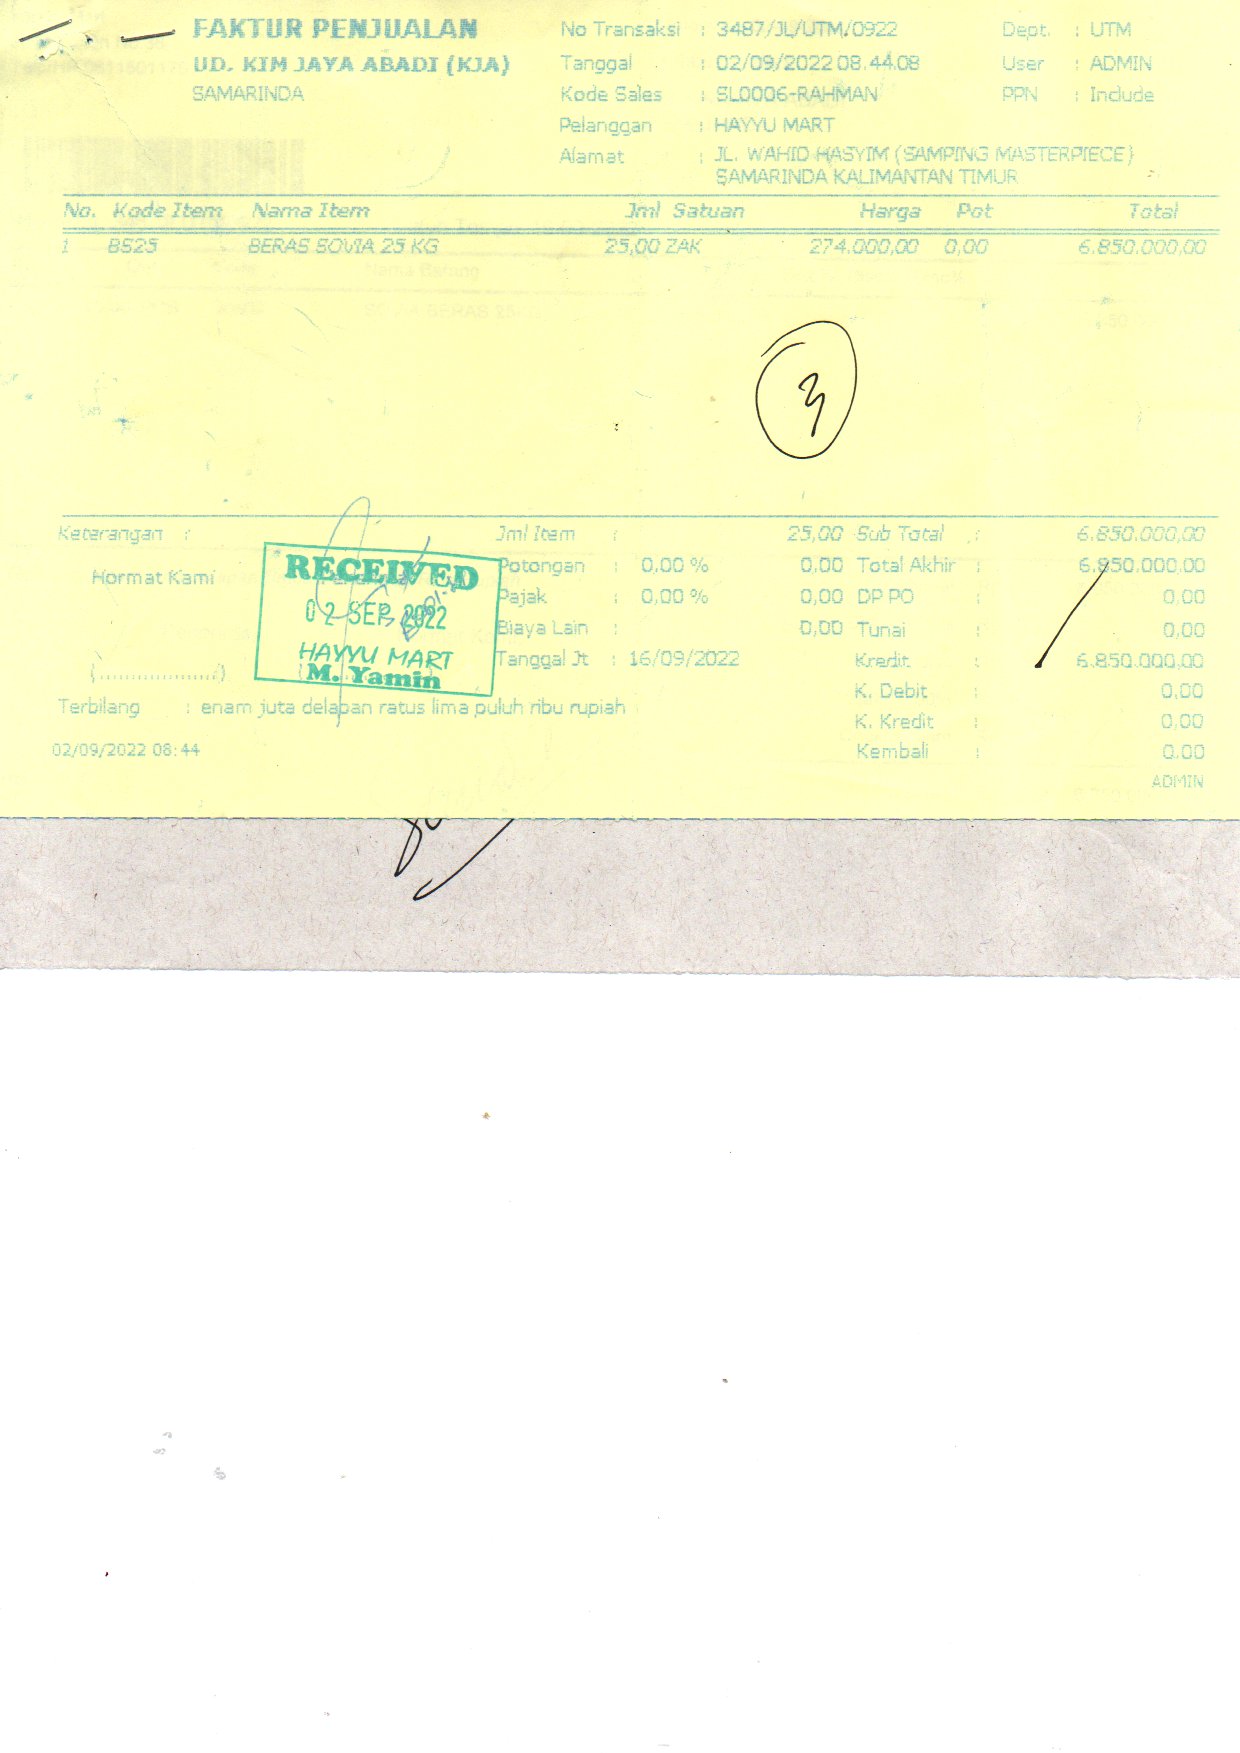 FAKTUR PENJUALAN
UD. KIM JAYA ABADI (KJA)
SAMARINDA
No Transaksi : 3487/JL/UTM/0922
Tanggal : 02/09/2022 08.44.08
Kode Sales : SL0006-RAHMAN
Pelanggan : HAYYU MART
Alamat : JL. WAHID HASYIM (SAMPING MASTERPIECE)
SAMARINDA KALIMANTAN TIMUR
Dept. : UTM
User : ADMIN
PPN : Include
No. Kode Item Nama Item Jml Satuan Harga Pot Total
1 BS25 BERAS SOVIA 25 KG 25,00 ZAK 274.000,00 0,00 6.850.000,00
3
Keterangan :
Hormat Kami
RECEIVED
02 SEP 2022
HAYYU MART
M. Yamin
(..................)
Jml Item : 25,00
Potongan : 0,00 % 0,00
Pajak : 0,00 % 0,00
Biaya Lain : 0,00
Tanggal Jt : 16/09/2022
Sub Total : 6.850.000,00
Total Akhir : 6.850.000,00
DP PO : 0,00
Tunai : 0,00
Kredit : 6.850.000,00
K. Debit : 0,00
K. Kredit : 0,00
Kembali : 0,00
Terbilang : enam juta delapan ratus lima puluh ribu rupiah
02/09/2022 08:44
ADMIN